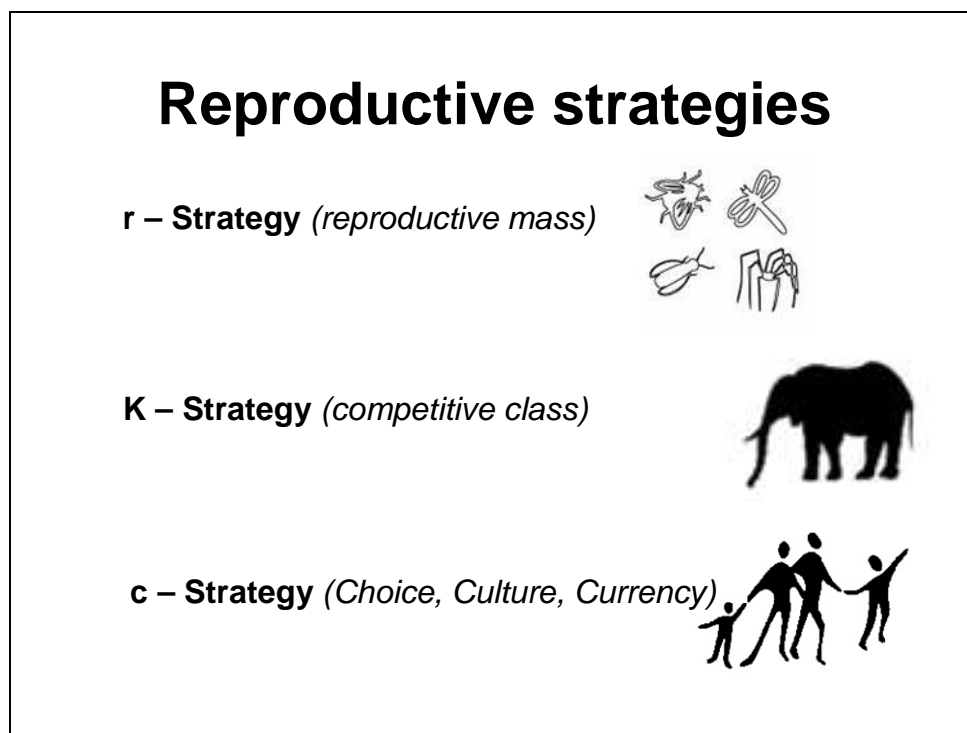 Reproductive strategies
r – Strategy (reproductive mass)
K – Strategy (competitive class)
c – Strategy (Choice, Culture, Currency)